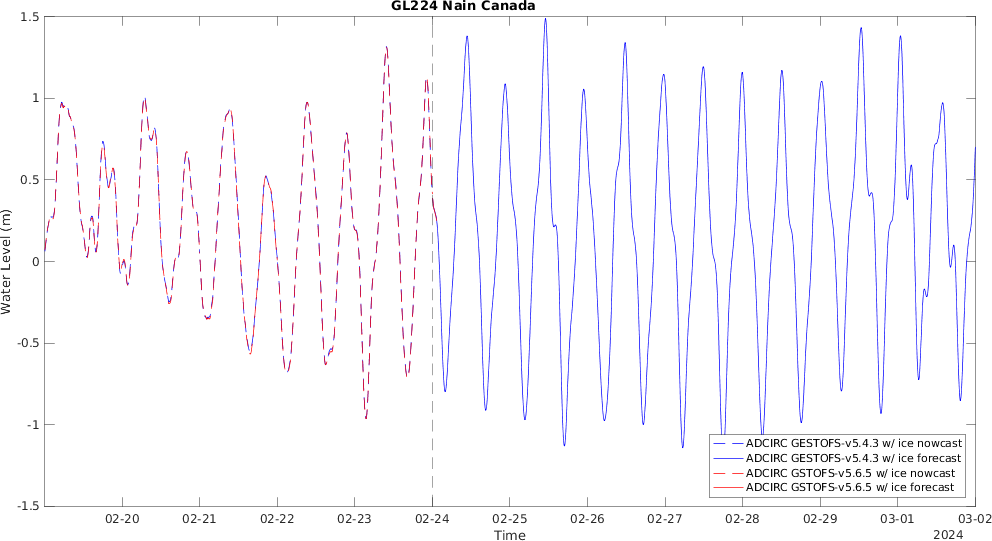 GL224 Nain Canada
1.5
1
0.5
0
-0.5
-1
-1.5
Water Level (m)
ADCIRC GESTOFS-v5.4.3 w/ ice nowcast
ADCIRC GESTOFS-v5.4.3 w/ ice forecast
ADCIRC GSTOFS-v5.6.5 w/ ice nowcast
ADCIRC GSTOFS-v5.6.5 w/ ice forecast
02-20 02-21 02-22 02-23 02-24 02-25 02-26 02-27 02-28 02-29 03-01 03-02
Time
2024